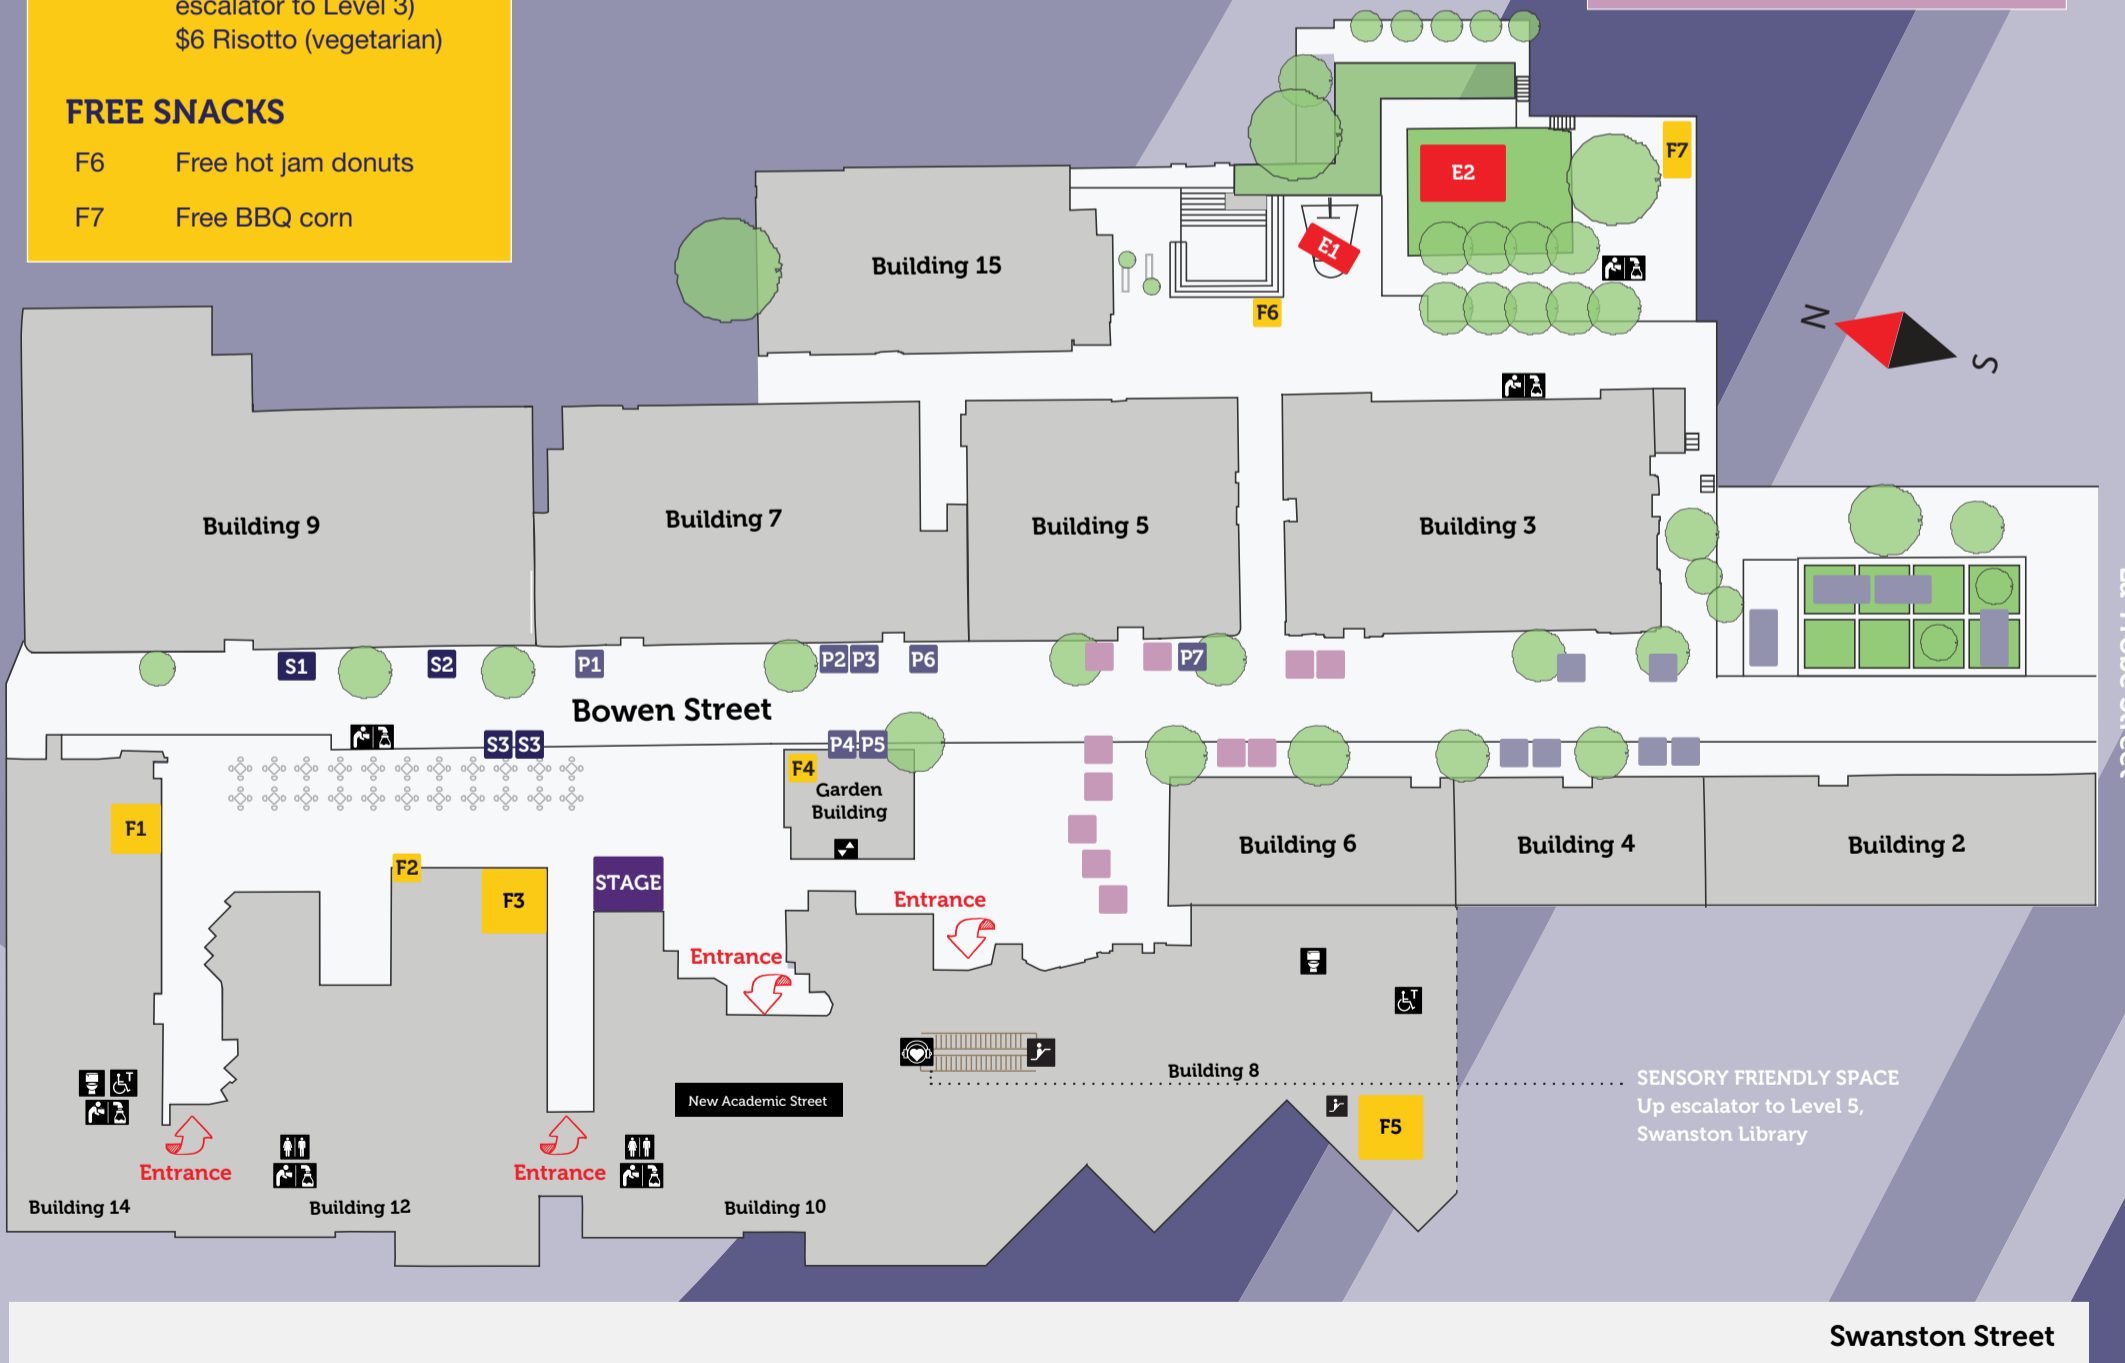 escalator to Level 3)
$6 Risotto (vegetarian)
FREE SNACKS
F6 Free hot jam donuts
F7 Free BBQ corn
F7
E2
E1
F6
N
S
Building 15
Building 9
Building 7
Building 5
Building 3
S1
S2
P1
P2 P3
P6
P7
Bowen Street
S3 S3
P4 P5
F4
Garden
Building
F1
F2
F3
STAGE
Building 6
Building 4
Building 2
Entrance
Entrance
Building 8
New Academic Street
F5
SENSORY FRIENDLY SPACE
Up escalator to Level 5,
Swanston Library
Entrance
Entrance
Building 14
Building 12
Building 10
Swanston Street